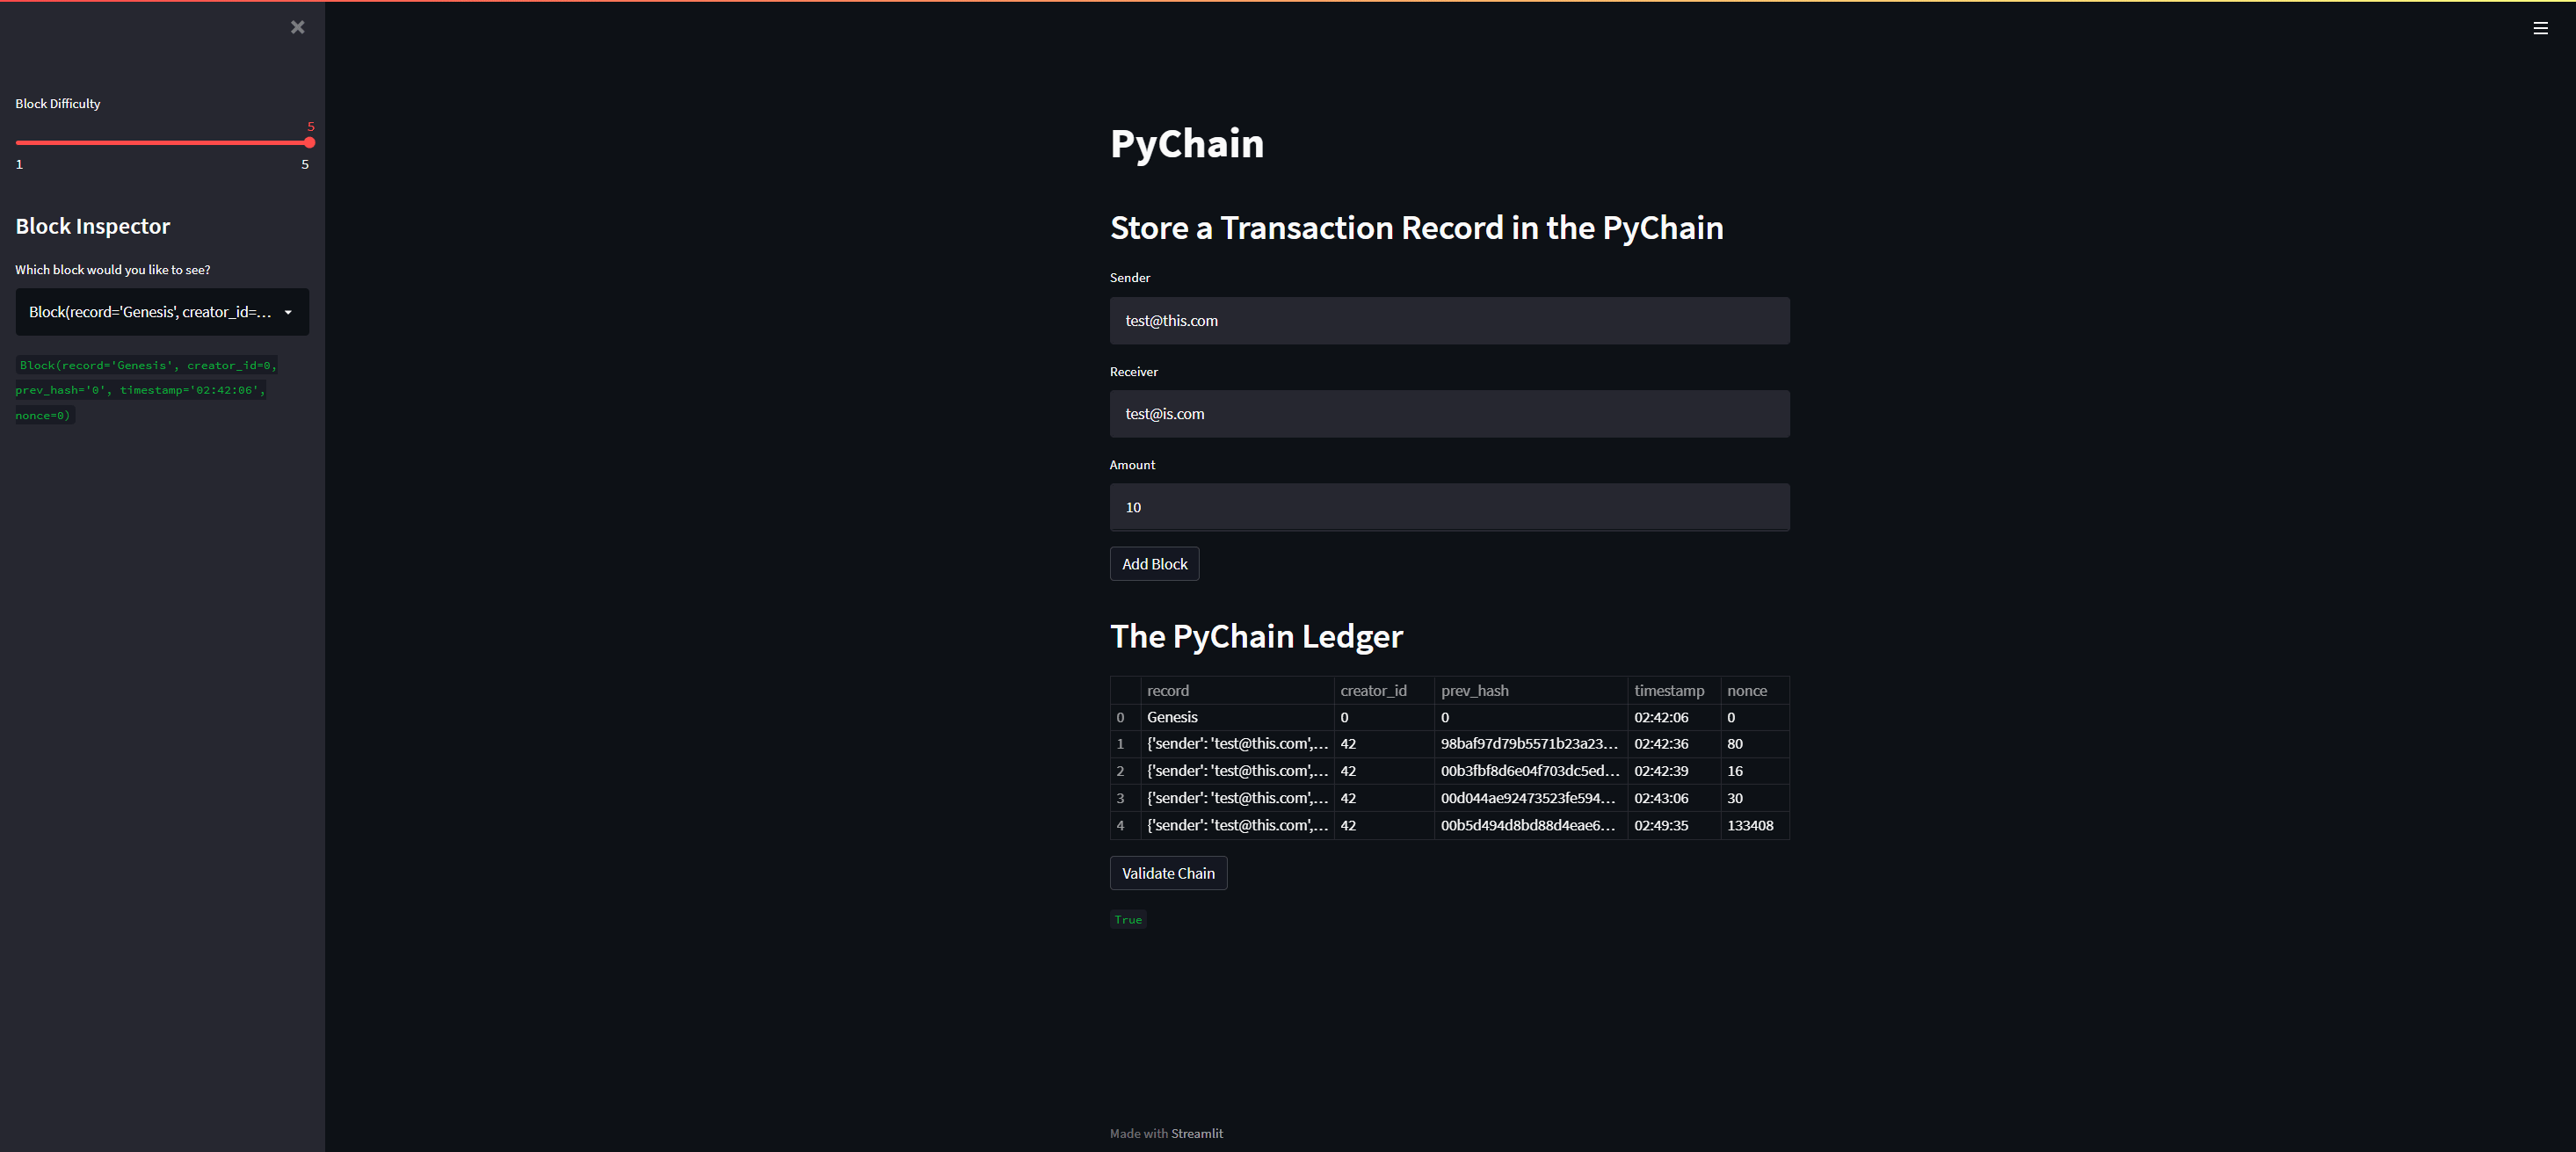 Block Difficulty
5
1 5
Block Inspector
Which block would you like to see?
Block(record='Genesis', creator_id=...
Block(record='Genesis', creator_id=0,
prev_hash='0', timestamp='02:42:06',
nonce=0)
PyChain
Store a Transaction Record in the PyChain
Sender
test@this.com
Receiver
test@is.com
Amount
10
Add Block
The PyChain Ledger
record creator_id prev_hash timestamp nonce
0 Genesis 0 0 02:42:06 0
1 {'sender': 'test@this.com',... 42 98baf97d79b5571b23a23... 02:42:36 80
2 {'sender': 'test@this.com',... 42 00b3fbf8d6e04f703dc5ed... 02:42:39 16
3 {'sender': 'test@this.com',... 42 00d044ae92473523fe594... 02:43:06 30
4 {'sender': 'test@this.com',... 42 00b5d494d8bd88d4eae6... 02:49:35 133408
Validate Chain
True
Made with Streamlit